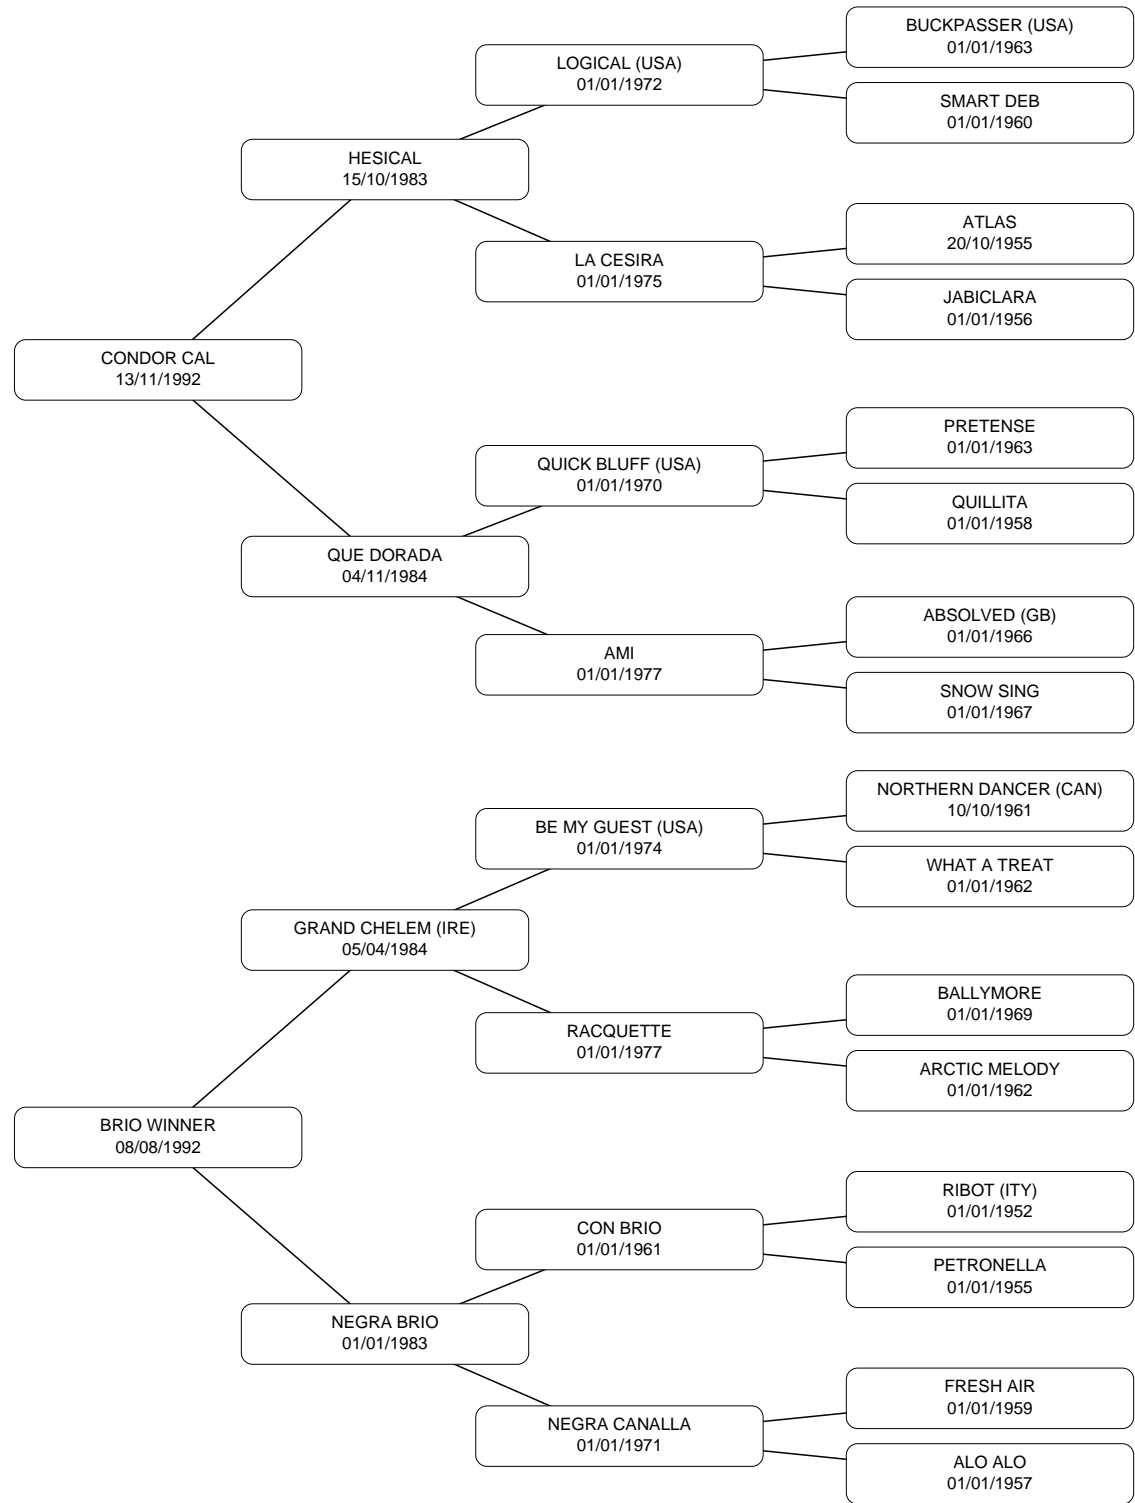 BUCKPASSER (USA)
01/01/1963
LOGICAL (USA)
01/01/1972
SMART DEB
01/01/1960
HESICAL
15/10/1983
ATLAS
20/10/1955
LA CESIRA
01/01/1975
JABICLARA
01/01/1956
CONDOR CAL
13/11/1992
PRETENSE
01/01/1963
QUICK BLUFF (USA)
01/01/1970
QUILLITA
01/01/1958
QUE DORADA
04/11/1984
ABSOLVED (GB)
01/01/1966
AMI
01/01/1977
SNOW SING
01/01/1967
NORTHERN DANCER (CAN)
10/10/1961
BE MY GUEST (USA)
01/01/1974
WHAT A TREAT
01/01/1962
GRAND CHELEM (IRE)
05/04/1984
BALLYMORE
01/01/1969
RACQUETTE
01/01/1977
ARCTIC MELODY
01/01/1962
BRIO WINNER
08/08/1992
RIBOT (ITY)
01/01/1952
CON BRIO
01/01/1961
PETRONELLA
01/01/1955
NEGRA BRIO
01/01/1983
FRESH AIR
01/01/1959
NEGRA CANALLA
01/01/1971
ALO ALO
01/01/1957